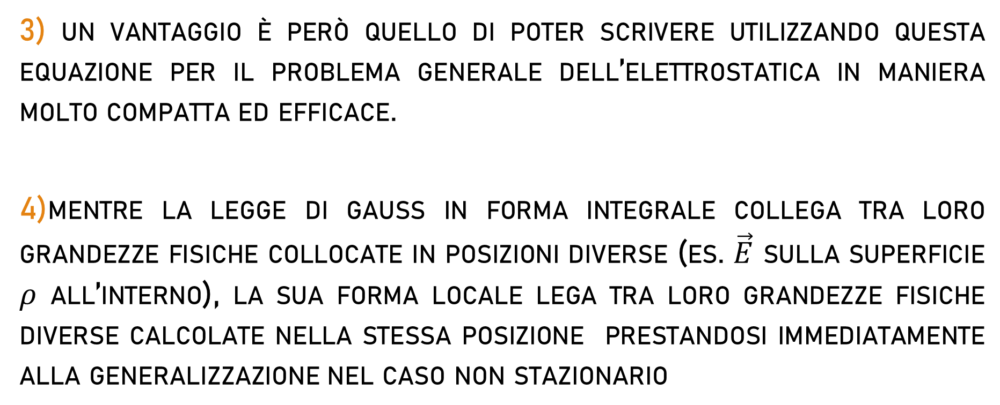 3) UN VANTAGGIO È PERÒ QUELLO DI POTER SCRIVERE UTILIZZANDO QUESTA
EQUAZIONE PER IL PROBLEMA GENERALE DELL'ELETTROSTATICA IN MANIERA
MOLTO COMPATTA ED EFFICACE.
4)MENTRE LA LEGGE DI GAUSS IN FORMA INTEGRALE COLLEGA TRA LORO
GRANDEZZE FISICHE COLLOCATE IN POSIZIONI DIVERSE (ES. $\vec{E}$ SULLA SUPERFICIE
ρ ALL'INTERNO), LA SUA FORMA LOCALE LEGA TRA LORO GRANDEZZE FISICHE
DIVERSE CALCOLATE NELLA STESSA POSIZIONE PRESTANDOSI IMMEDIATAMENTE
ALLA GENERALIZZAZIONE NEL CASO NON STAZIONARIO